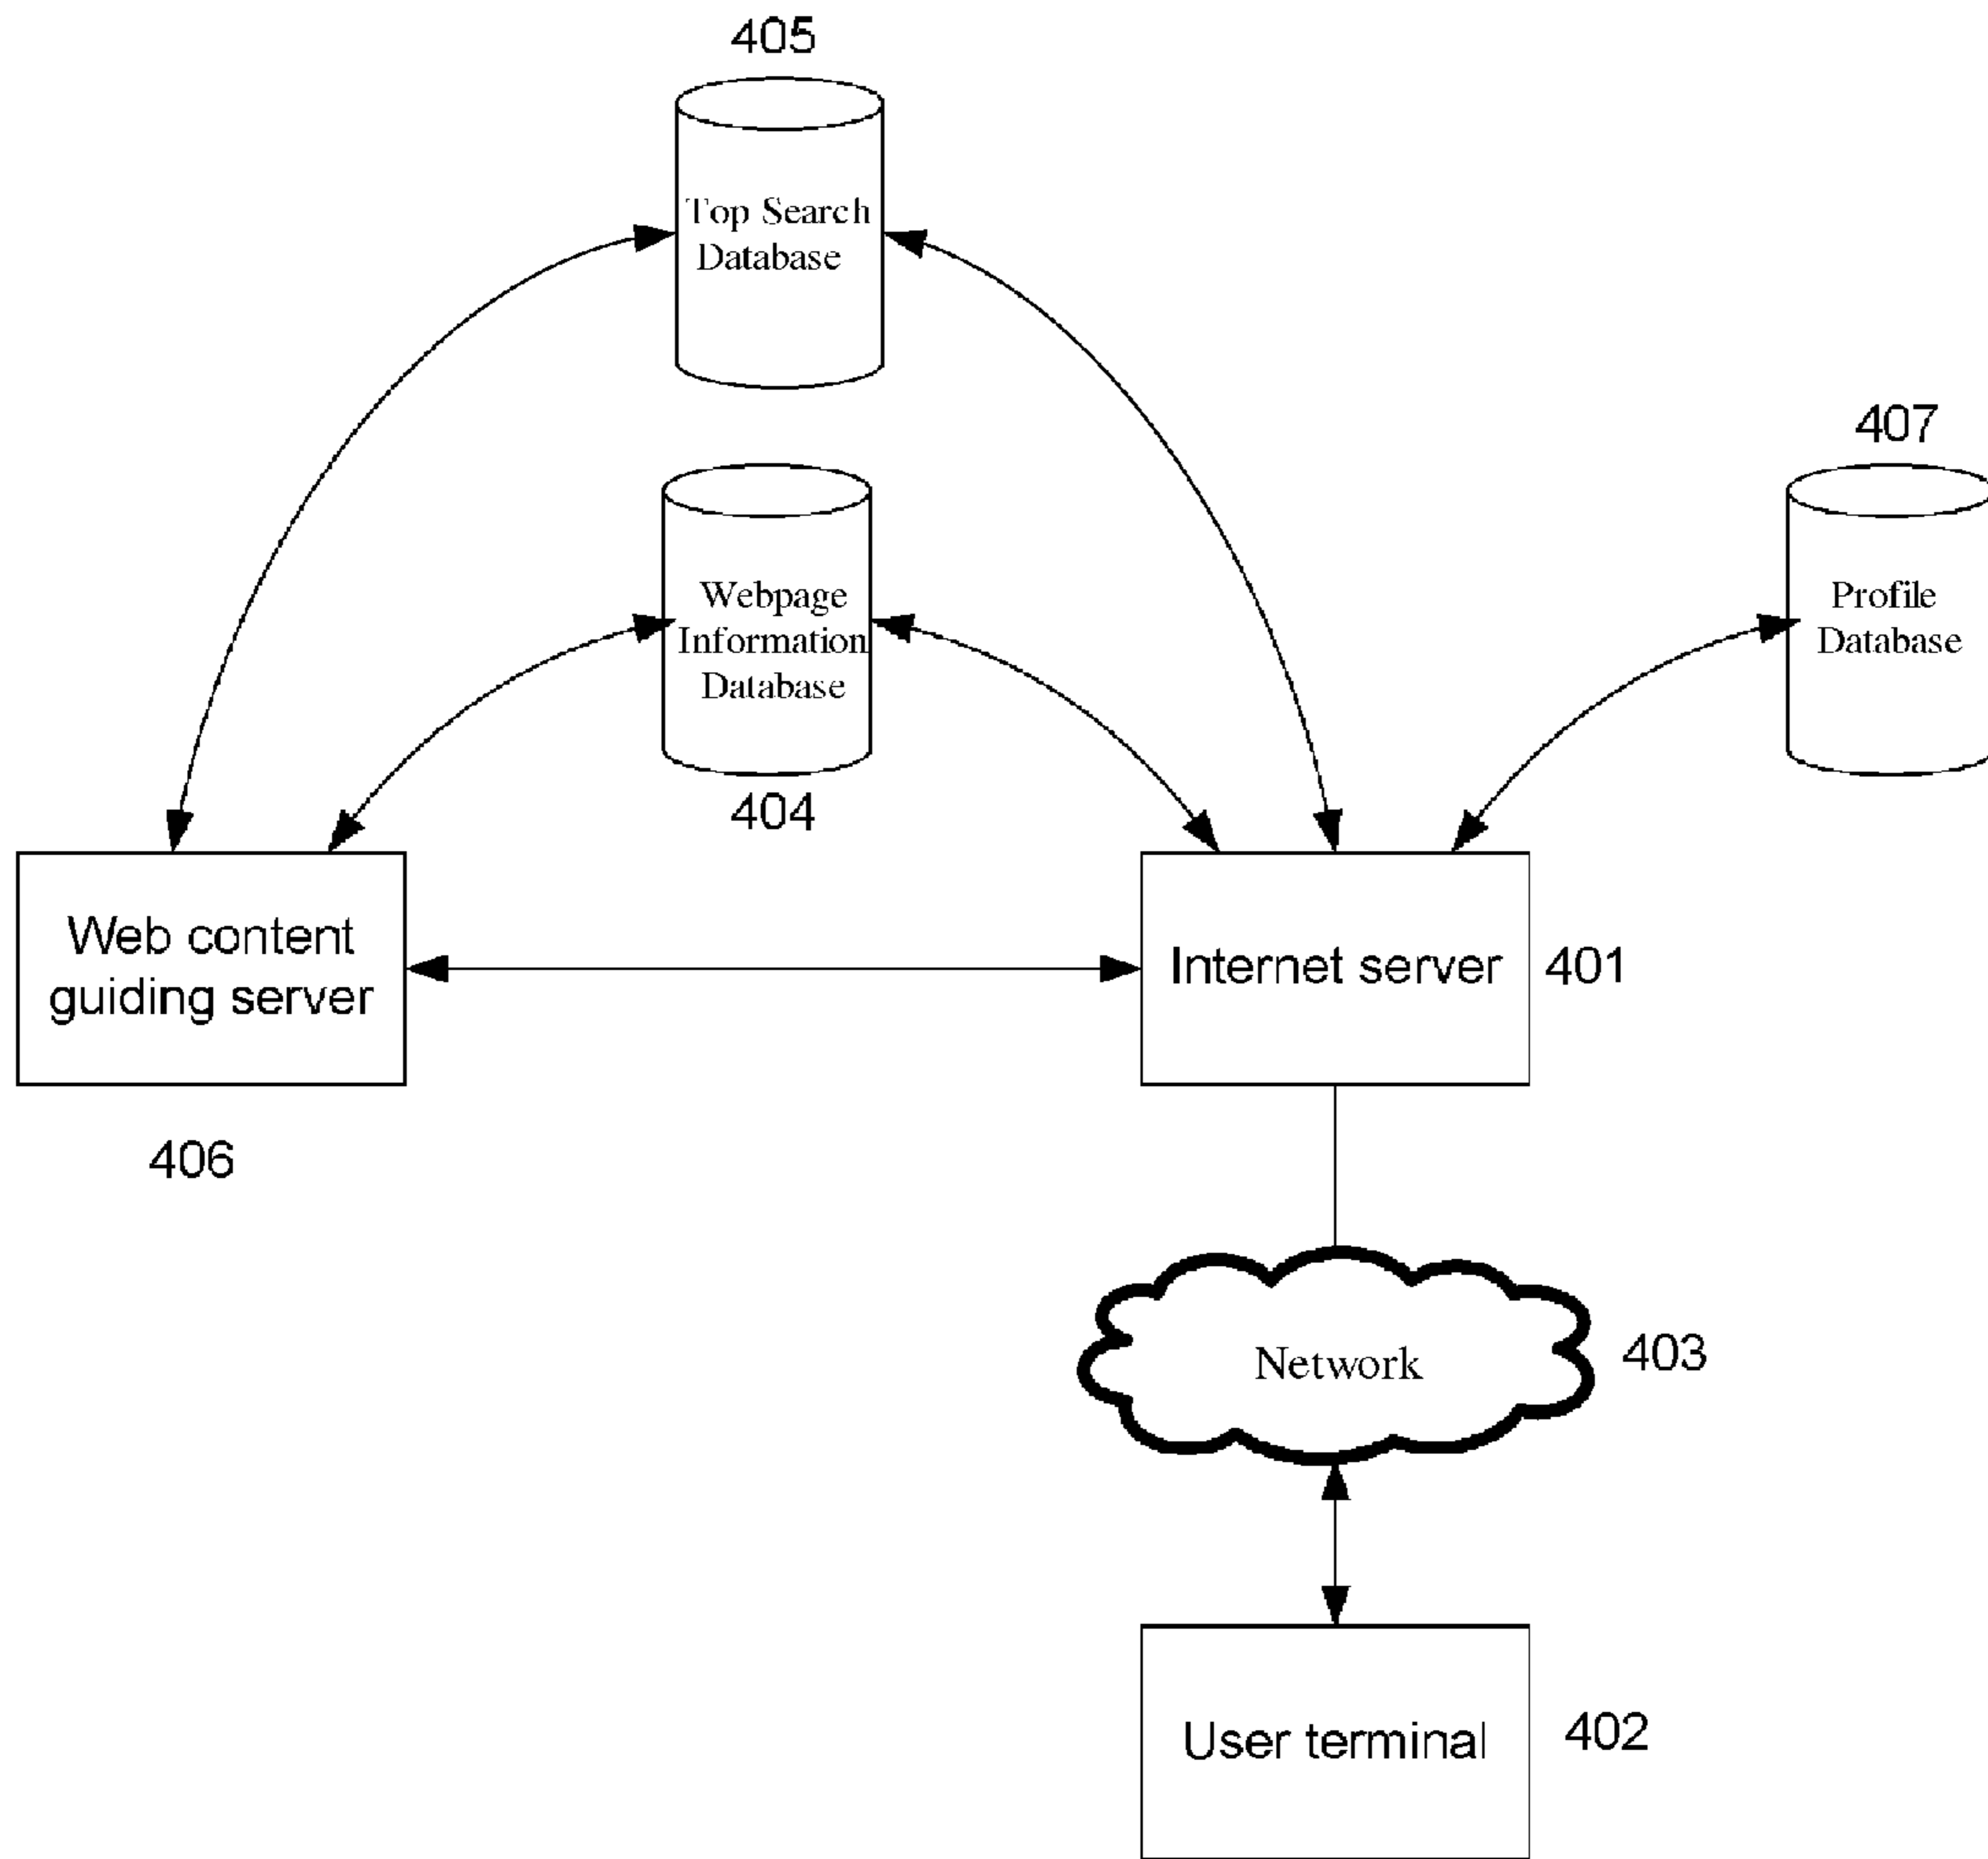 405
Top Search
Database
407
Webpage
Information
Database
Profile
Database
404
Web content
guiding server
Internet server
401
406
Network
403
User terminal
402